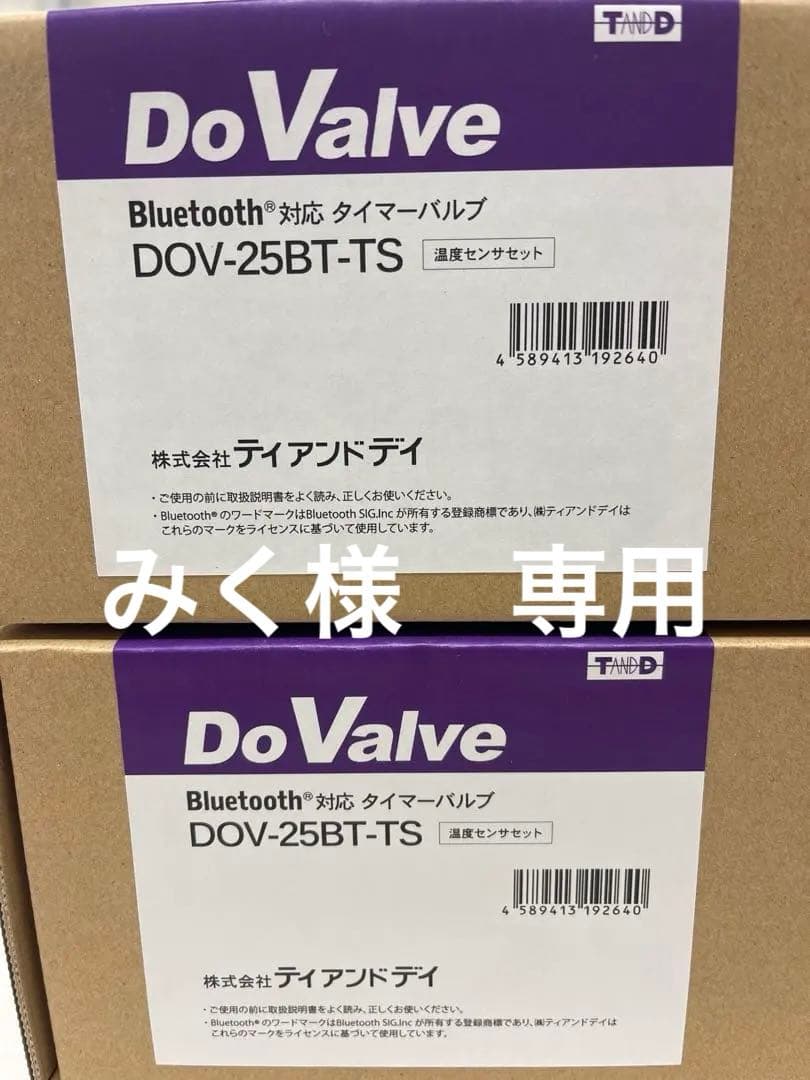 TANDD
Do Valve
Bluetooth®対応 タイマーバルブ
DOV-25BT-TS 温度センサセット
4 589413 192640
株式会社 ティアンドデイ
・ご使用の前に取扱説明書をよく読み、正しくお使いください。
・Bluetooth® のワードマークはBluetooth SIG.Inc が所有する登録商標であり、㈱ティアンドデイは
これらのマークをライセンスに基づいて使用しています。
みく様 専用
TANDD
Do Valve
Bluetooth®対応 タイマーバルブ
DOV-25BT-TS 温度センサセット
4 589413 192640
株式会社 ティアンドデイ
・ご使用の前に取扱説明書をよく読み、正しくお使いください。
・Bluetooth® のワードマークはBluetooth SIG.Inc が所有する登録商標であり、㈱ティアンドデイは
これらのマークをライセンスに基づいて使用しています。